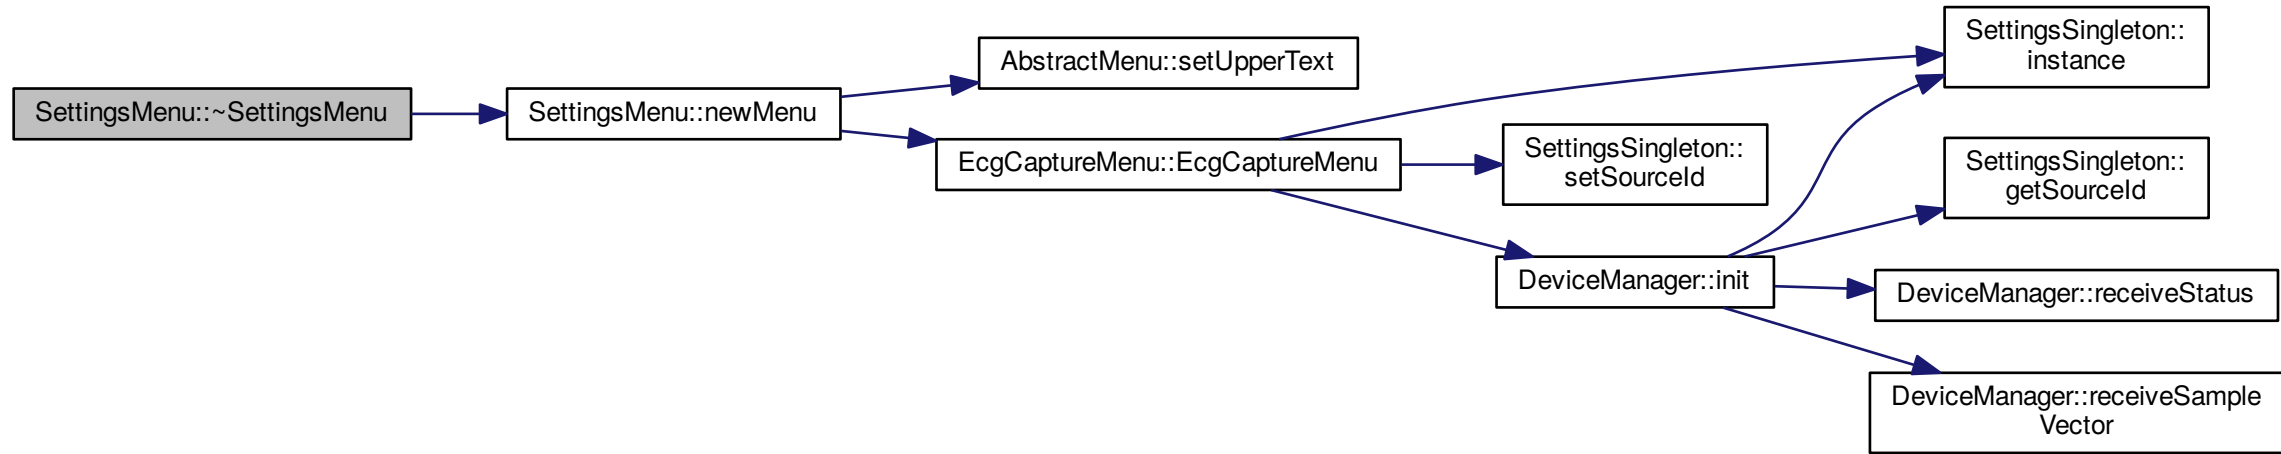 SettingsMenu::~SettingsMenu
SettingsMenu::newMenu
AbstractMenu::setUpperText
EcgCaptureMenu::EcgCaptureMenu
SettingsSingleton::
instance
SettingsSingleton::
setSourceId
SettingsSingleton::
getSourceId
DeviceManager::init
DeviceManager::receiveStatus
DeviceManager::receiveSample
Vector